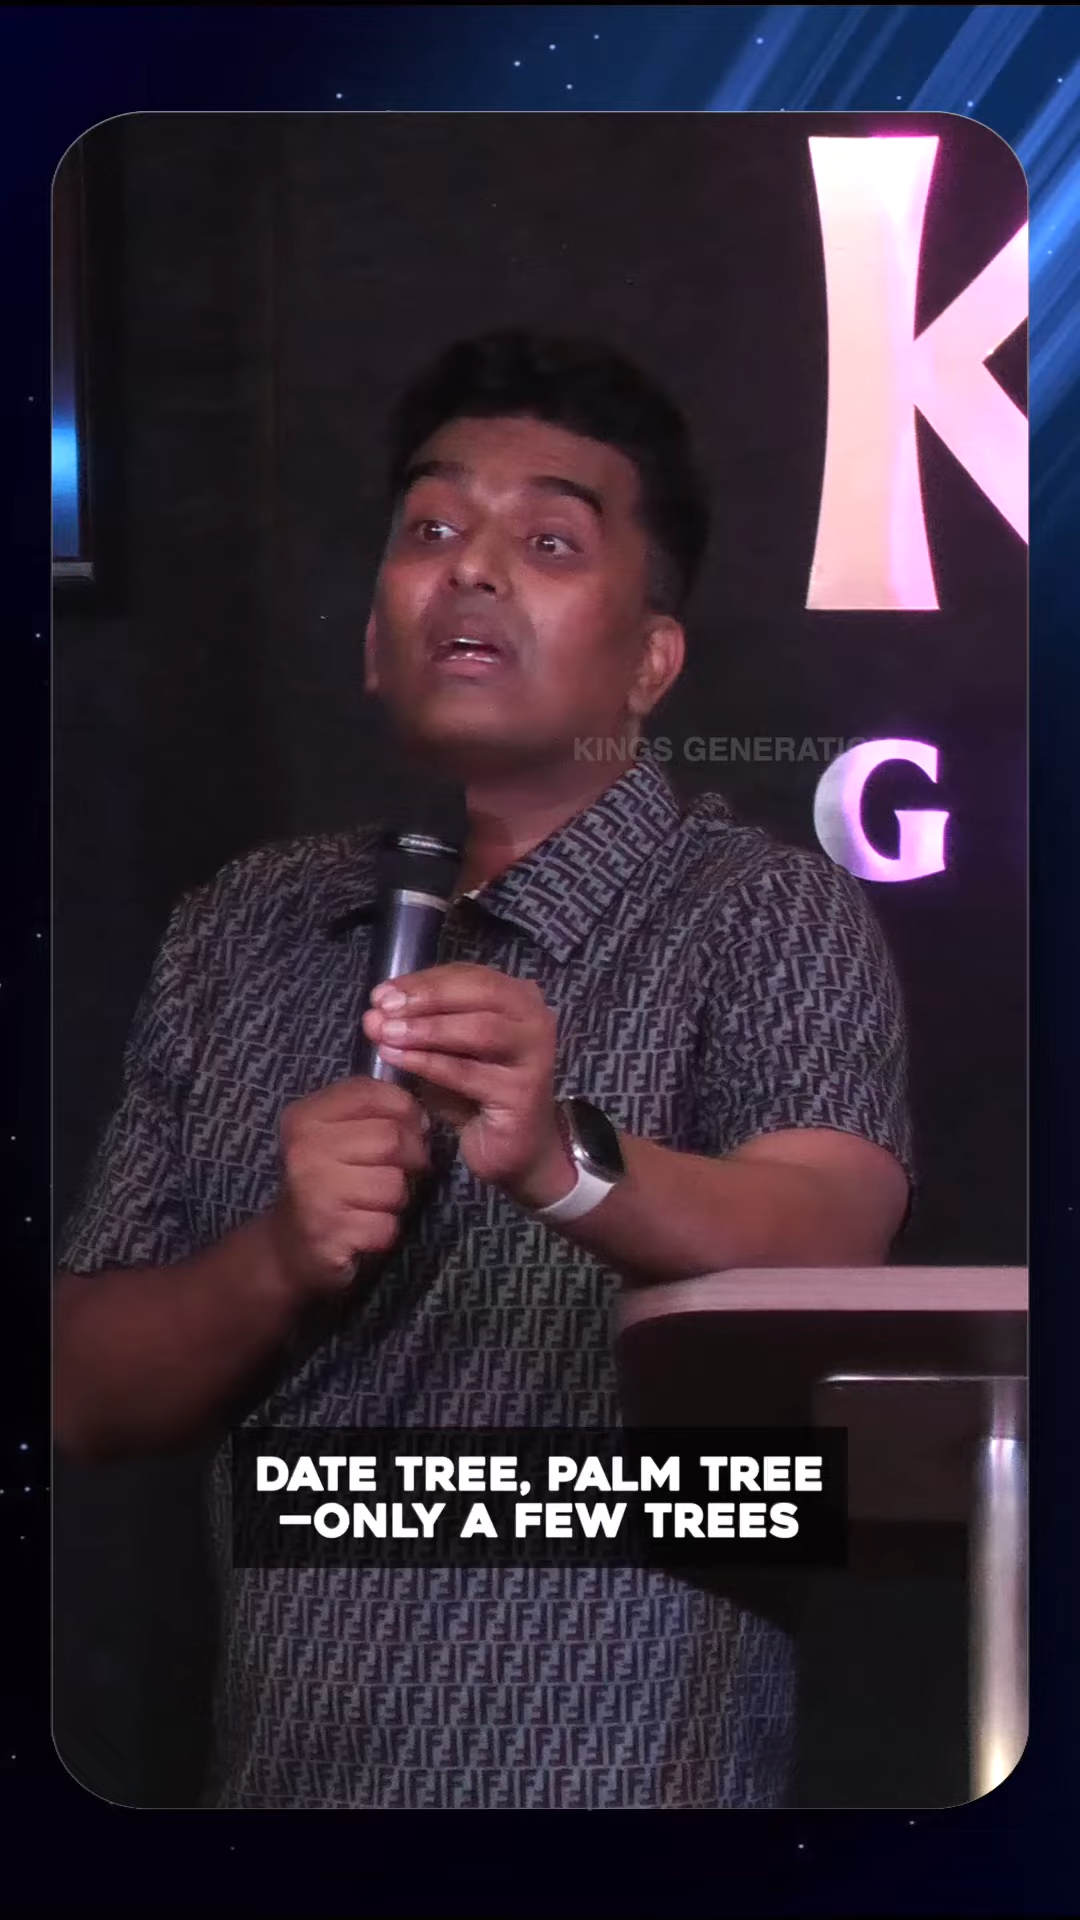 K
KINGS GENERATI
G
DATE TREE, PALM TREE
—ONLY A FEW TREES